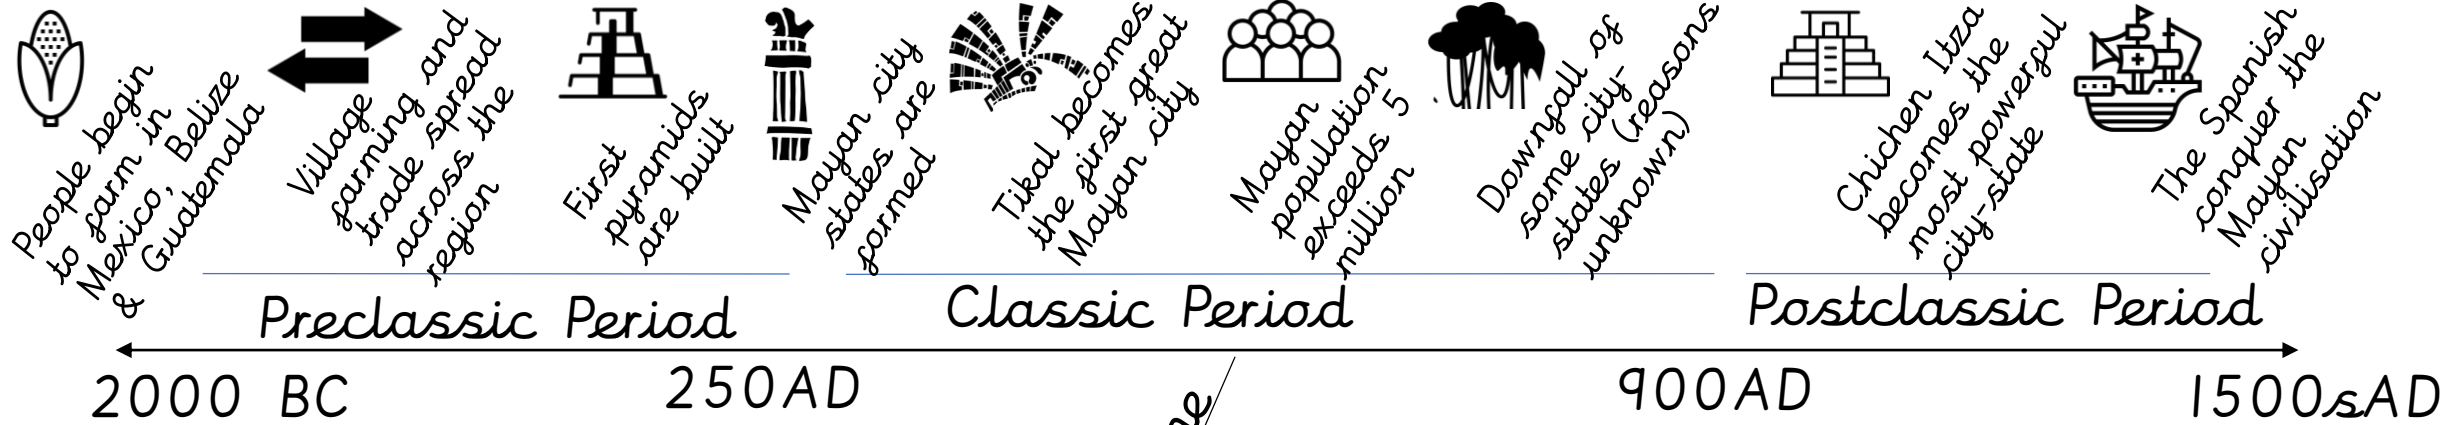 People begin
to farm in
Mexico, Belize
& Guatemala
Village
farming and
trade spread
across the
region
First
pyramids
are built
Mayan city
states are
formed
Tikal becomes
the first great
Mayan city
Mayan
population
exceeds 5
million
Downfall of
some city-
states (reasons
unknown)
Chichen Itza
becomes the
most powerful
city-state
The Spanish
conquer the
Mayan
civilisation
Preclassic Period
Classic Period
Postclassic Period
2000 BC
250AD
900AD
1500sAD